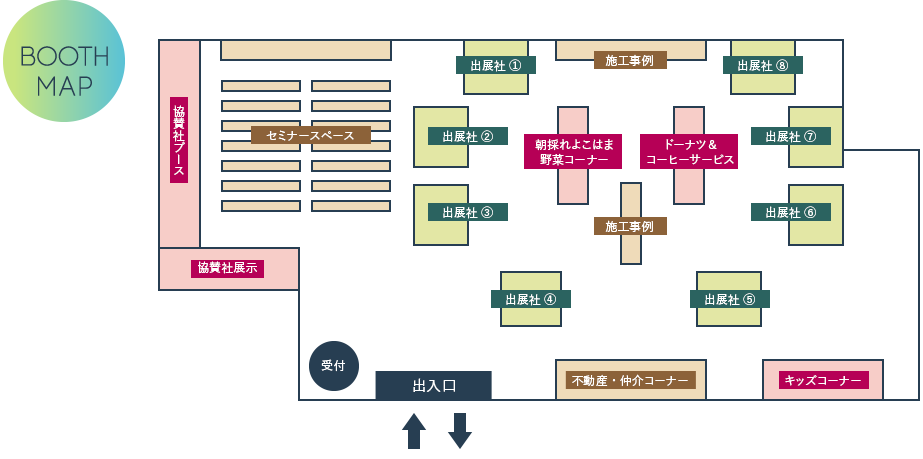 BOOTH
MAP
協賛社ブース
セミナースペース
出展社 ①
施工事例
出展社 ⑧
出展社 ②
朝採れよこはま
野菜コーナー
ドーナツ＆
コーヒーサービス
出展社 ⑦
出展社 ③
施工事例
出展社 ⑥
協賛社展示
出展社 ④
出展社 ⑤
受付
出入口
不動産・仲介コーナー
キッズコーナー